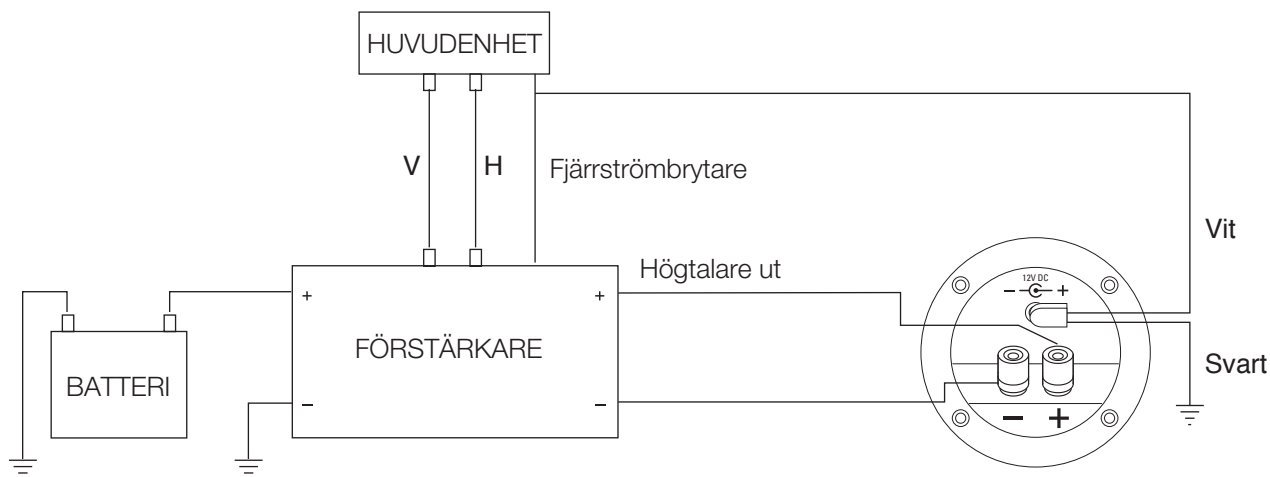 HUVUDENHET
V
H
Fjärrströmbrytare
Vit
Högtalare ut
12V DC
− +
+
+
FÖRSTÄRKARE
BATTERI
Svart
−
−
− +